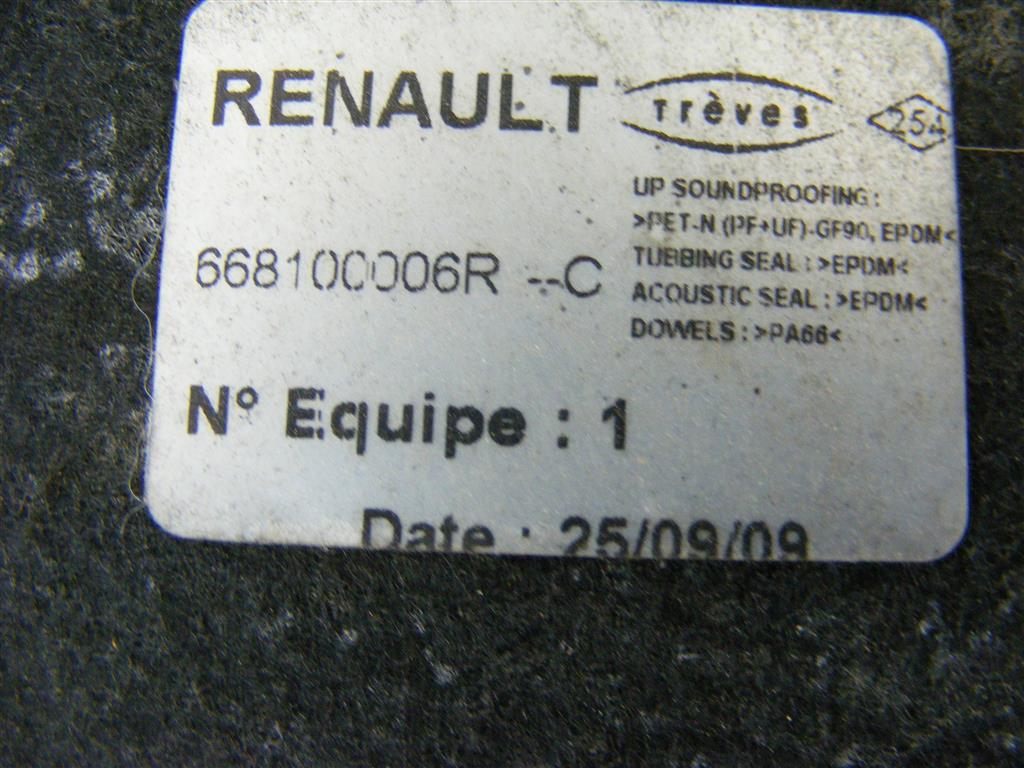 RENAULT Trèves 254
UP SOUNDPROOFING :
>PET-N (PF+UF)-GF90, EPDM<
TUBBING SEAL : >EPDM<
668100006R --C
ACOUSTIC SEAL : >EPDM<
DOWELS : >PA66<
N° Equipe : 1
Date : 25/09/09